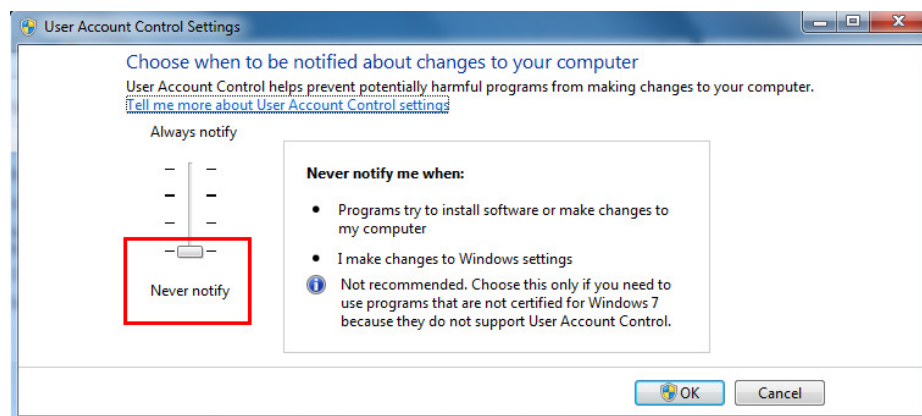 User Account Control Settings
Choose when to be notified about changes to your computer
User Account Control helps prevent potentially harmful programs from making changes to your computer.
Tell me more about User Account Control settings
Always notify
Never notify me when:
Programs try to install software or make changes to
my computer
I make changes to Windows settings
Never notify
Not recommended. Choose this only if you need to
use programs that are not certified for Windows 7
because they do not support User Account Control.
OK
Cancel